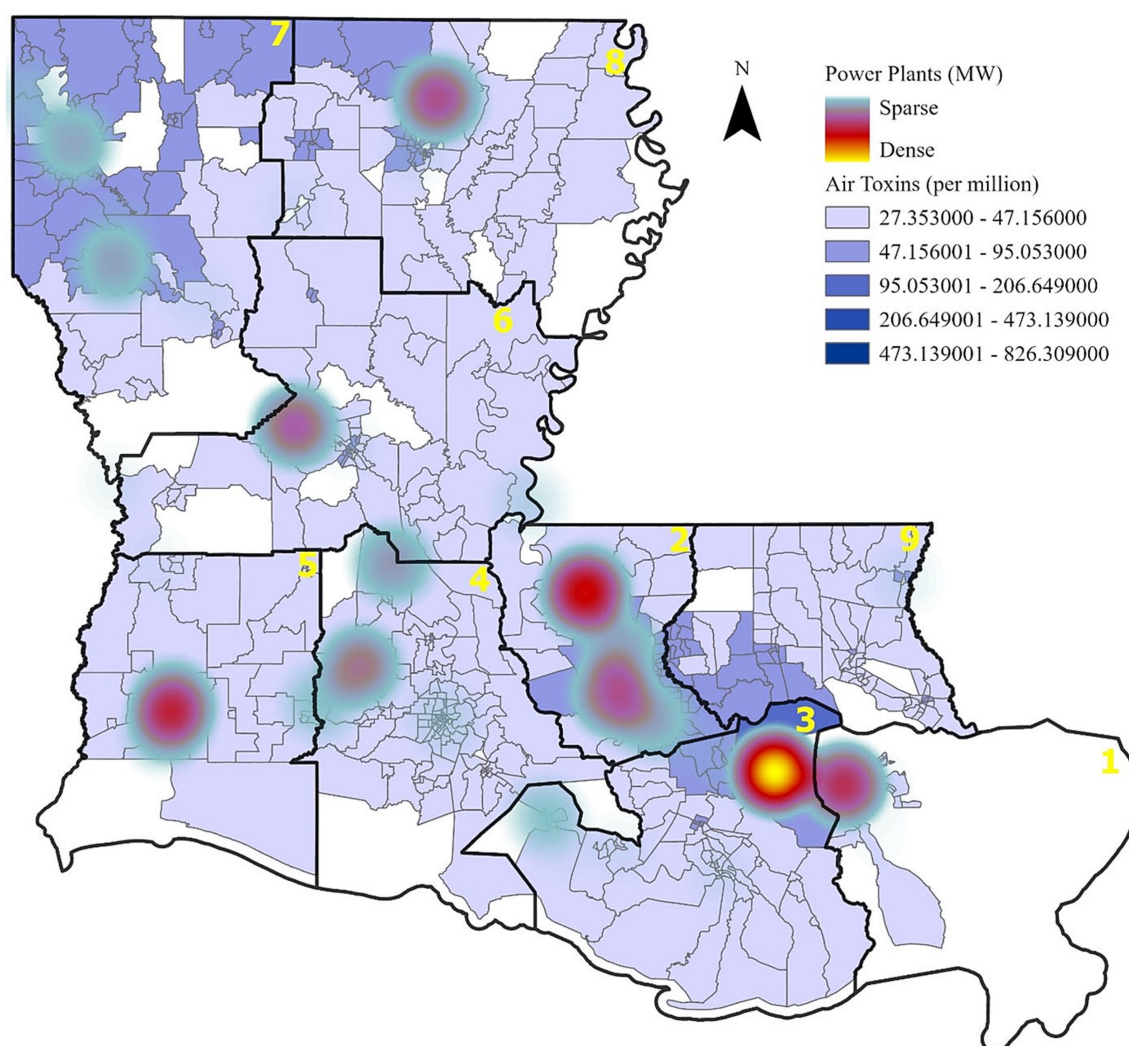 7
8
N
Power Plants (MW)
Sparse
Dense
Air Toxins (per million)
27.353000 - 47.156000
47.156001 - 95.053000
95.053001 - 206.649000
206.649001 - 473.139000
473.139001 - 826.309000
6
2
9
5
4
3
1